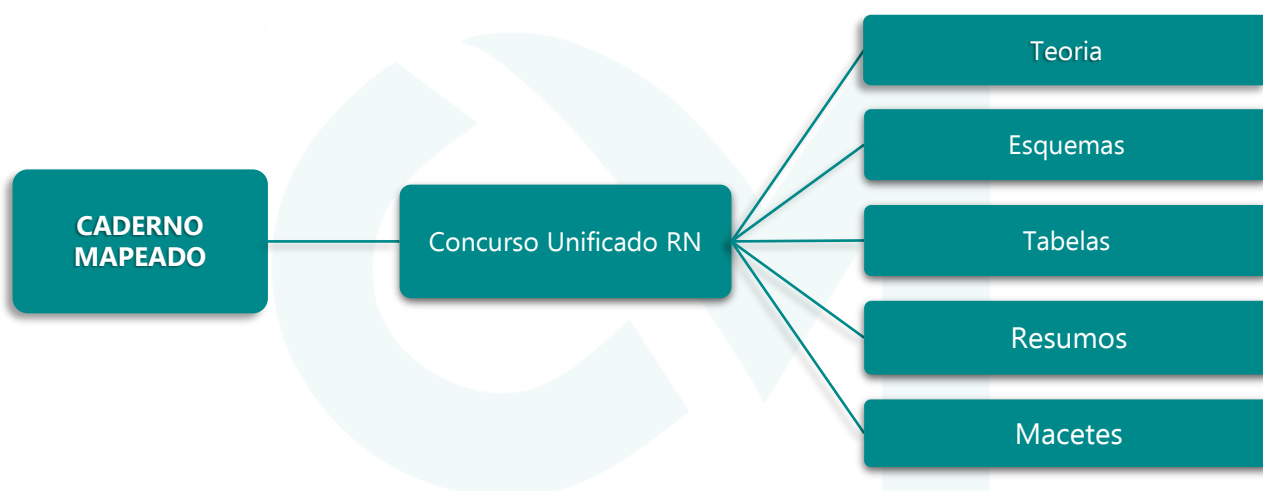 CADERNO
MAPEADO
Concurso Unificado RN
Teoria
Esquemas
Tabelas
Resumos
Macetes